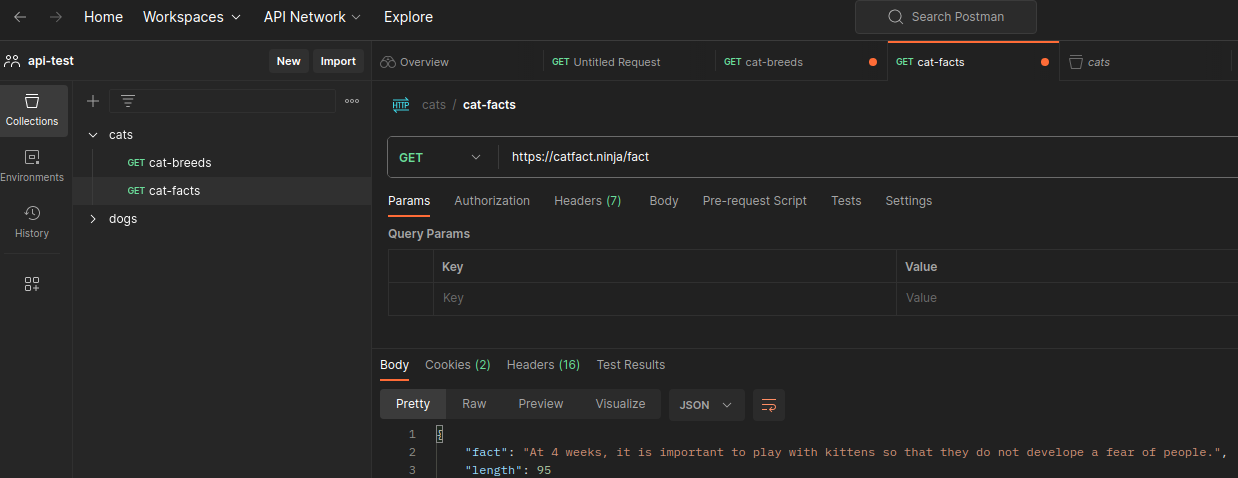 Home Workspaces API Network Explore Search Postman
api-test New Import
Overview GET Untitled Request GET cat-breeds GET cat-facts cats
Collections
Environments
History
cats
GET cat-breeds
GET cat-facts
dogs
HTTP cats / cat-facts
GET https://catfact.ninja/fact
Params Authorization Headers (7) Body Pre-request Script Tests Settings
Query Params
Key Value
Key Value
Body Cookies (2) Headers (16) Test Results
Pretty Raw Preview Visualize JSON
1 {
2 "fact": "At 4 weeks, it is important to play with kittens so that they do not develope a fear of people.",
3 "length": 95